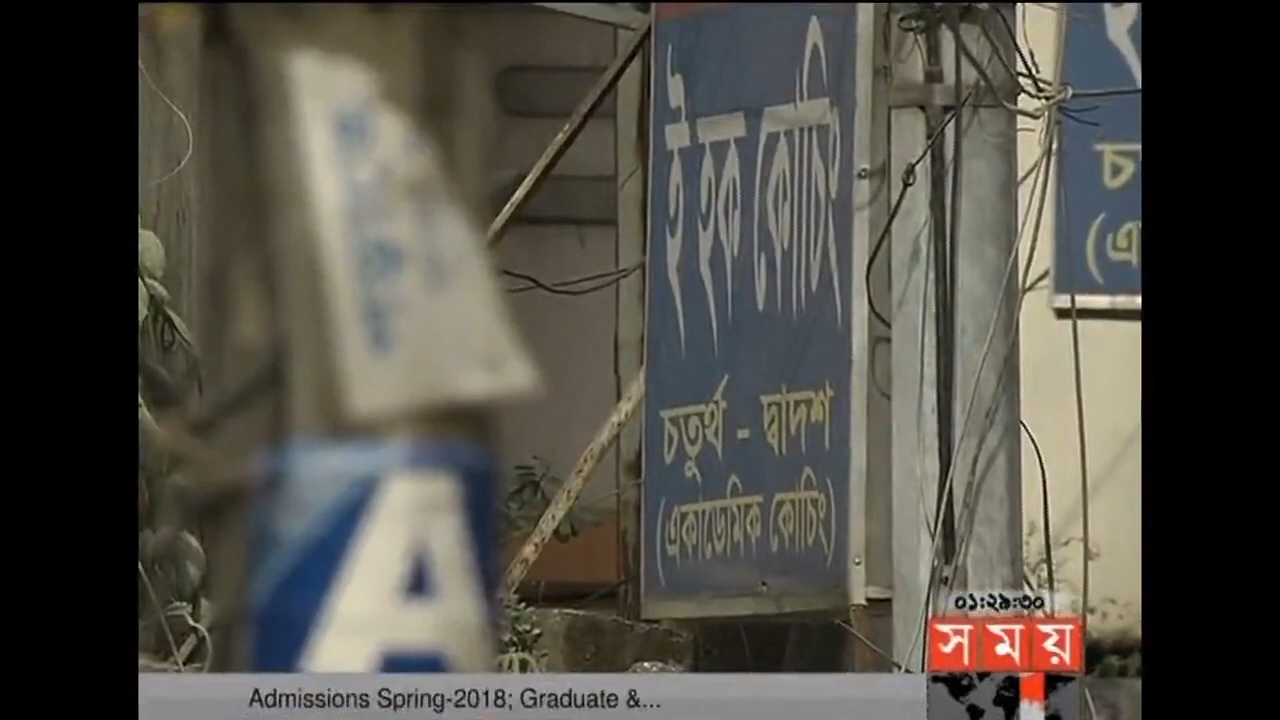 ই হক কোচিং
চতুর্থ - দ্বাদশ
(একাডেমিক কোচিং)
চ
(এ
A
০১:২৯:৩০
সময়
Admissions Spring-2018; Graduate &...